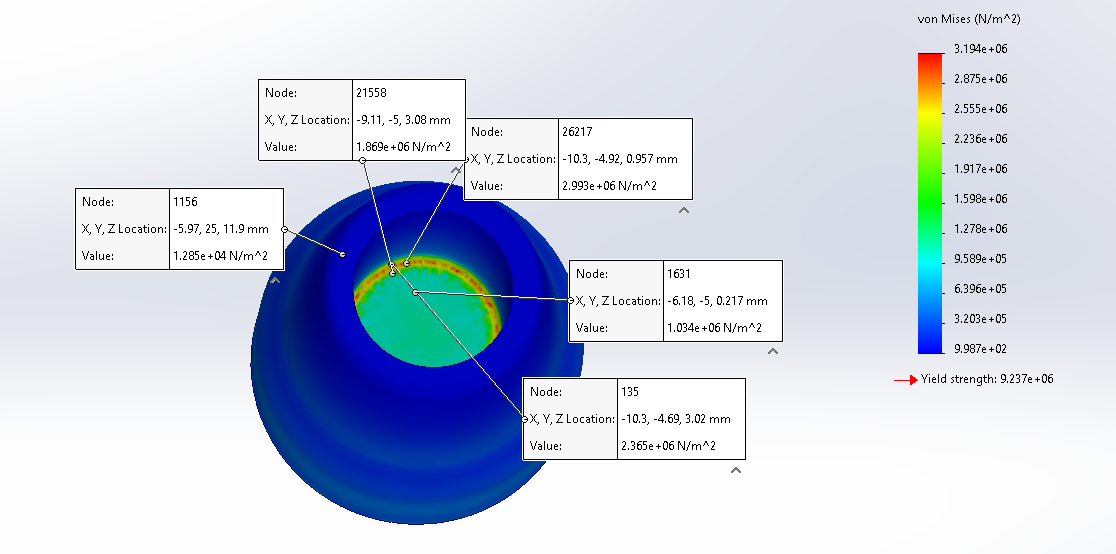 von Mises (N/m^2)
3.194e+06
2.875e+06
2.555e+06
2.236e+06
1.917e+06
1.598e+06
1.278e+06
9.589e+05
6.396e+05
3.203e+05
9.987e+02
Yield strength: 9.237e+06
Node: 21558
X, Y, Z Location: -9.11, -5, 3.08 mm
Value: 1.869e+06 N/m^2
Node: 26217
X, Y, Z Location: -10.3, -4.92, 0.957 mm
Value: 2.993e+06 N/m^2
Node: 1156
X, Y, Z Location: -5.97, 25, 11.9 mm
Value: 1.285e+04 N/m^2
Node: 1631
X, Y, Z Location: -6.18, -5, 0.217 mm
Value: 1.034e+06 N/m^2
Node: 135
X, Y, Z Location: -10.3, -4.69, 3.02 mm
Value: 2.365e+06 N/m^2